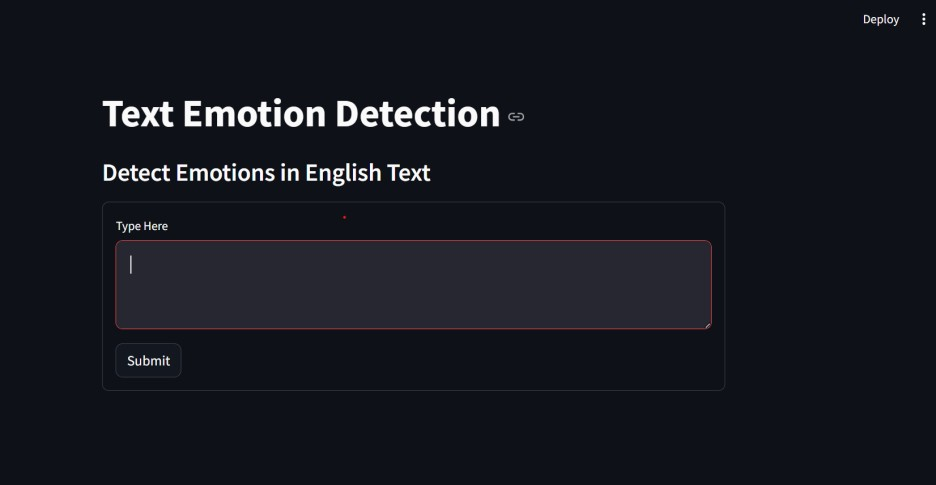 Deploy
Text Emotion Detection
Detect Emotions in English Text
Type Here
Submit